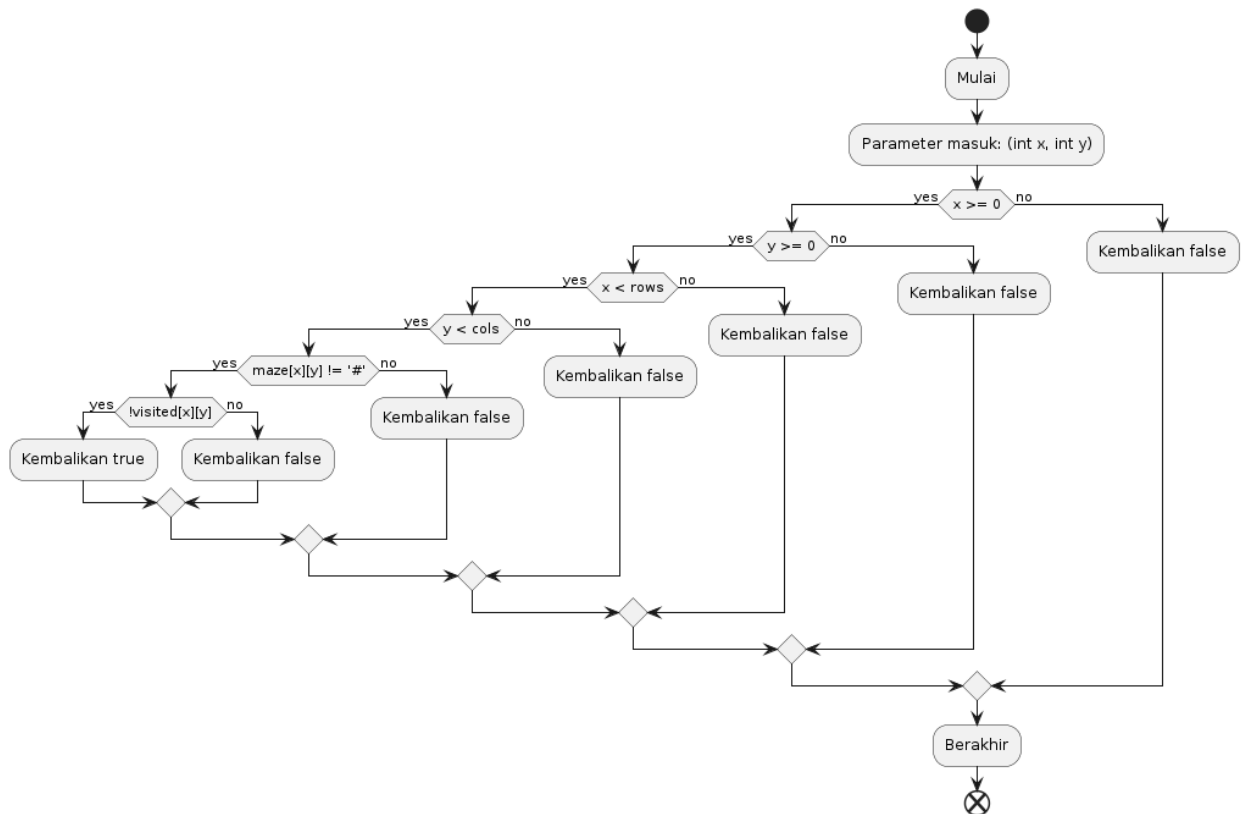 Mulai
Parameter masuk: (int x, int y)
yes
x >= 0
no
yes
y >= 0
no
Kembalikan false
yes
x < rows
no
Kembalikan false
yes
y < cols
no
Kembalikan false
yes
maze[x][y] != '#'
no
Kembalikan false
yes
!visited[x][y]
no
Kembalikan false
Kembalikan true
Kembalikan false
Berakhir